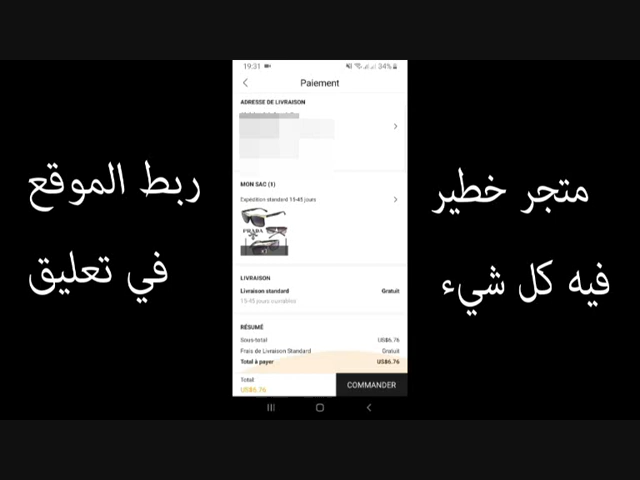 متجر خطير
فيه كل شيء
ربط الموقع
في تعليق
19:31
34%
Paiement
ADRESSE DE LIVRAISON
MON SAC (1)
Expédition standard 15-45 jours
PRADA
LIVRAISON
Livraison standard Gratuit
15-45 jours ouvrables
RÉSUMÉ
Sous-total US$6.76
Frais de Livraison Standard Gratuit
Total à payer US$6.76
Total:
US$6.76
COMMANDER